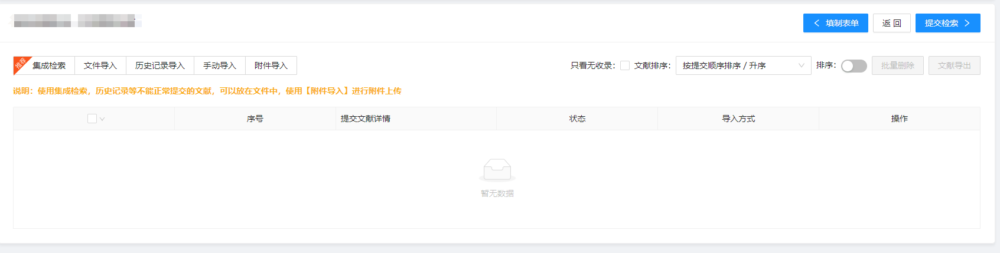 填制表单 返 回 提交检索
推荐 集成检索 文件导入 历史记录导入 手动导入 附件导入 只看无收录： 文献排序： 按提交顺序排序 / 升序 排序： 批量删除 文献导出
说明：使用集成检索，历史记录等不能正常提交的文献，可以放在文件中，使用【附件导入】进行附件上传
序号 提交文献详情 状态 导入方式 操作
暂无数据